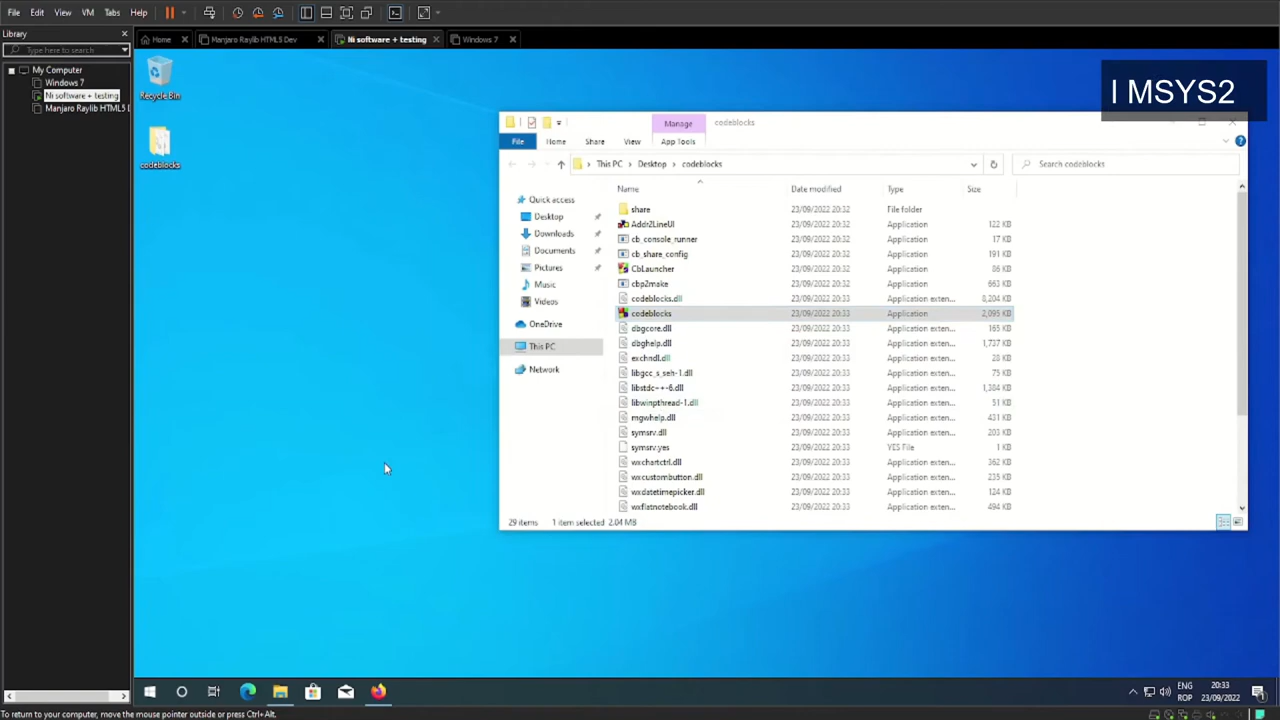 File Edit View VM Tabs Help
Library
Type here to search
My Computer
Windows 7
Ni software + testing
Manjaro Raylib HTML5 D
Home
Manjaro Raylib HTML5 Dev
Ni software + testing
Windows 7
Recycle Bin
codeblocks
I MSYS2
Manage
codeblocks
File
Home
Share
View
App Tools
This PC
Desktop
codeblocks
Search codeblocks
Quick access
Desktop
Downloads
Documents
Pictures
Music
Videos
OneDrive
This PC
Network
Name Date modified Type Size
share 23/09/2022 20:32 File folder
Addr2LineUI 23/09/2022 20:32 Application 122 KB
cb_console_runner 23/09/2022 20:32 Application 17 KB
cb_share_config 23/09/2022 20:32 Application 191 KB
CbLauncher 23/09/2022 20:32 Application 86 KB
cbp2make 23/09/2022 20:32 Application 663 KB
codeblocks.dll 23/09/2022 20:33 Application exten... 8,204 KB
codeblocks 23/09/2022 20:33 Application 2,095 KB
dbgcore.dll 23/09/2022 20:33 Application exten... 165 KB
dbghelp.dll 23/09/2022 20:33 Application exten... 1,737 KB
exchndl.dll 23/09/2022 20:33 Application exten... 28 KB
libgcc_s_seh-1.dll 23/09/2022 20:33 Application exten... 75 KB
libstdc++-6.dll 23/09/2022 20:33 Application exten... 1,384 KB
libwinpthread-1.dll 23/09/2022 20:33 Application exten... 51 KB
mgwhelp.dll 23/09/2022 20:33 Application exten... 431 KB
symsrv.dll 23/09/2022 20:33 Application exten... 203 KB
symsrv.yes 23/09/2022 20:33 YES File 1 KB
wxchartctrl.dll 23/09/2022 20:33 Application exten... 362 KB
wxcustombutton.dll 23/09/2022 20:33 Application exten... 235 KB
wxdatetimepicker.dll 23/09/2022 20:33 Application exten... 124 KB
wxflatnotebook.dll 23/09/2022 20:33 Application exten... 494 KB
29 items 1 item selected 2.04 MB
ENG
ROP
20:33
23/09/2022
To return to your computer, move the mouse pointer outside or press Ctrl+Alt.